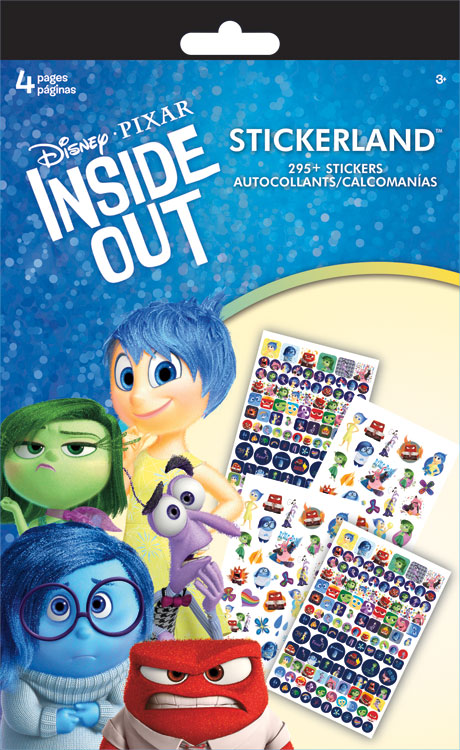 4 pages
páginas
3+
Disney · PIXAR
INSIDE
OUT
STICKERLAND™
295+ STICKERS
AUTOCOLLANTS/CALCOMANÍAS